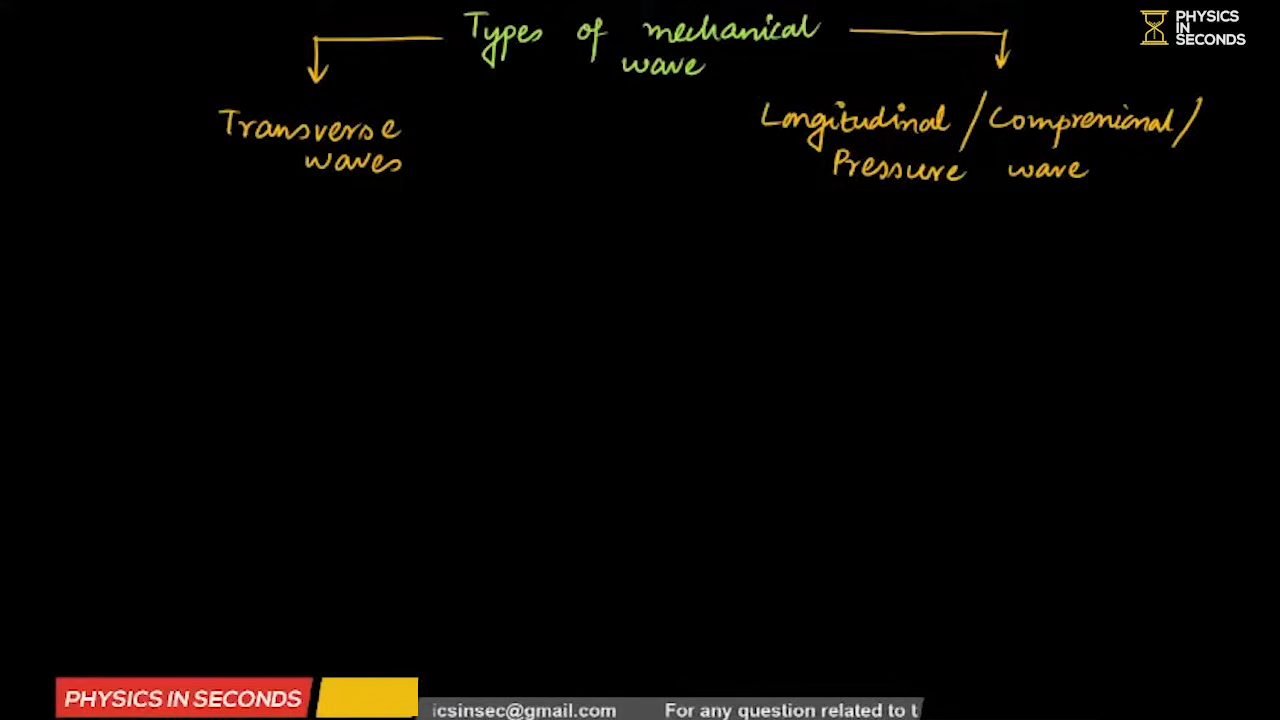 Types of mechanical
wave
PHYSICS
IN
SECONDS
Transverse
waves
Longitudinal / Compressional /
Pressure wave
PHYSICS IN SECONDS
icsinsec@gmail.com For any question related to t